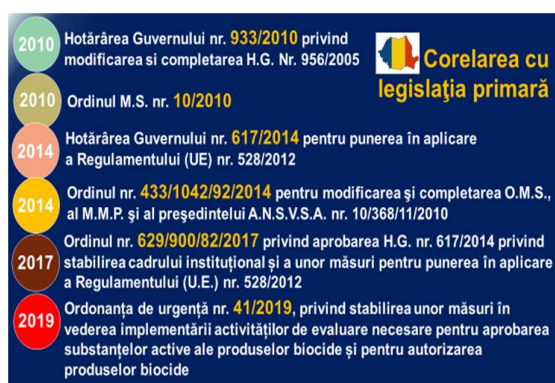 2010
Hotărârea Guvernului nr. 933/2010 privind
modificarea si completarea H.G. Nr. 956/2005
Corelarea cu
legislaţia primară
2010
Ordinul M.S. nr. 10/2010
2014
Hotărârea Guvernului nr. 617/2014 pentru punerea în aplicare
a Regulamentului (UE) nr. 528/2012
2014
Ordinul nr. 433/1042/92/2014 pentru modificarea şi completarea O.M.S.,
al M.M.P. şi al preşedintelui A.N.S.V.S.A. nr. 10/368/11/2010
2017
Ordinul nr. 629/900/82/2017 privind aprobarea H.G. nr. 617/2014 privind
stabilirea cadrului instituţional şi a unor măsuri pentru punerea în aplicare
a Regulamentului (U.E.) nr. 528/2012
2019
Ordonanța de urgență nr. 41/2019, privind stabilirea unor măsuri în
vederea implementării activităților de evaluare necesare pentru aprobarea
substanțelor active ale produselor biocide și pentru autorizarea
produselor biocide